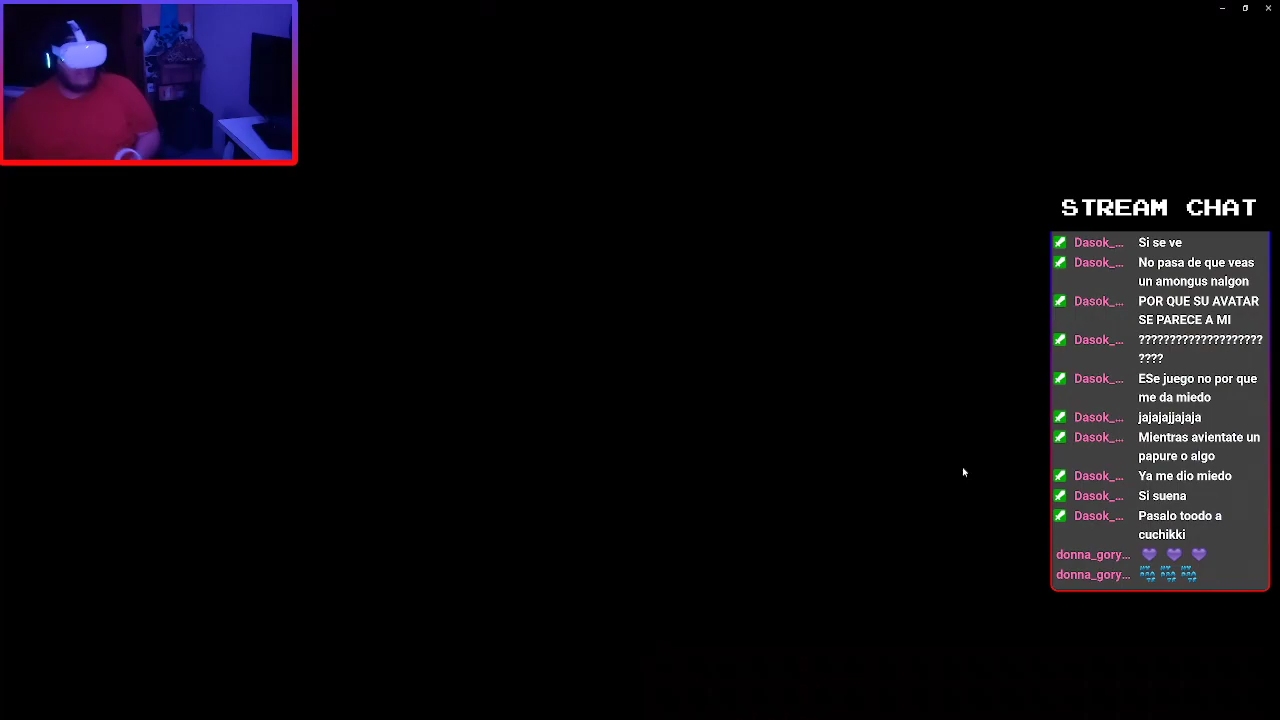 STREAM CHAT
Dasok_… Si se ve
Dasok_… No pasa de que veas
un amongus nalgon
Dasok_… POR QUE SU AVATAR
SE PARECE A MI
Dasok_… ????????????????????
????
Dasok_… ESe juego no por que
me da miedo
Dasok_… jajajajjajaja
Dasok_… Mientras avientate un
papure o algo
Dasok_… Ya me dio miedo
Dasok_… Si suena
Dasok_… Pasalo toodo a
cuchikki
donna_gory… 💜 💜 💜
donna_gory…